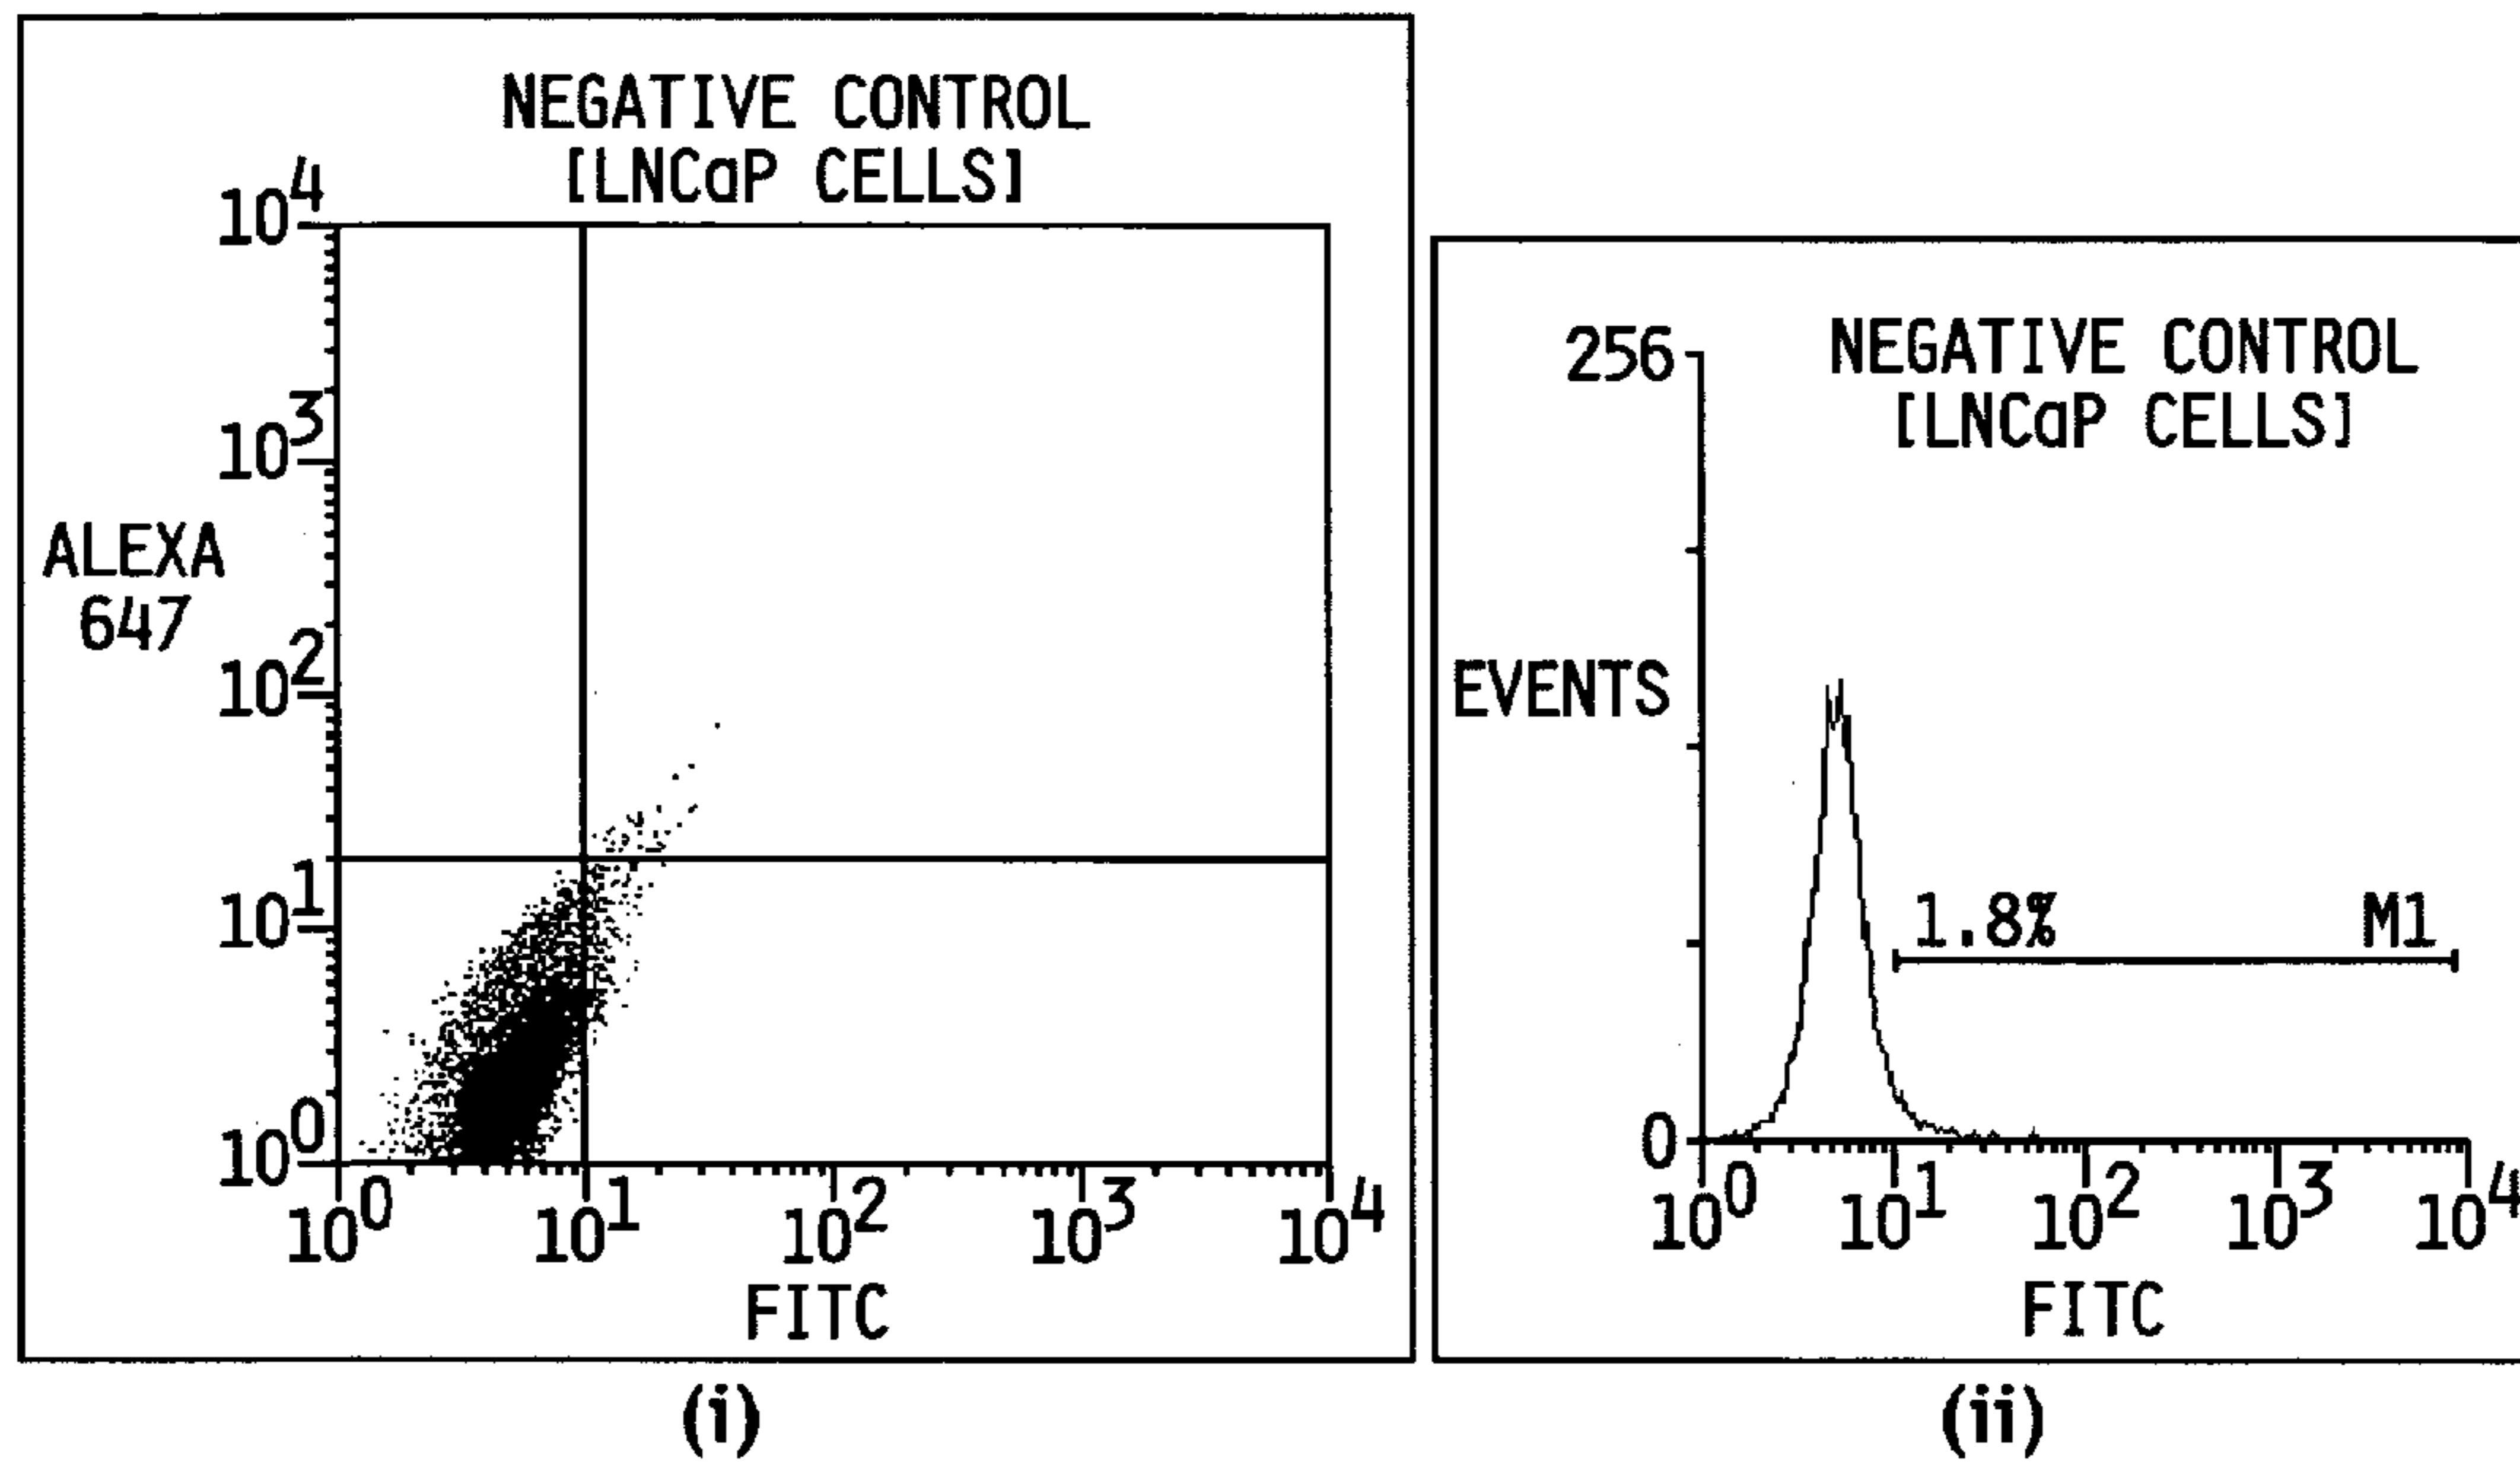 NEGATIVE CONTROL
[LNCaP CELLS]
10^4
10^3
ALEXA
647
10^2
10^1
10^0
10^0 10^1 10^2 10^3 10^4
FITC
(i)
NEGATIVE CONTROL
[LNCaP CELLS]
256
EVENTS
1.8% M1
0
10^0 10^1 10^2 10^3 10^4
FITC
(ii)